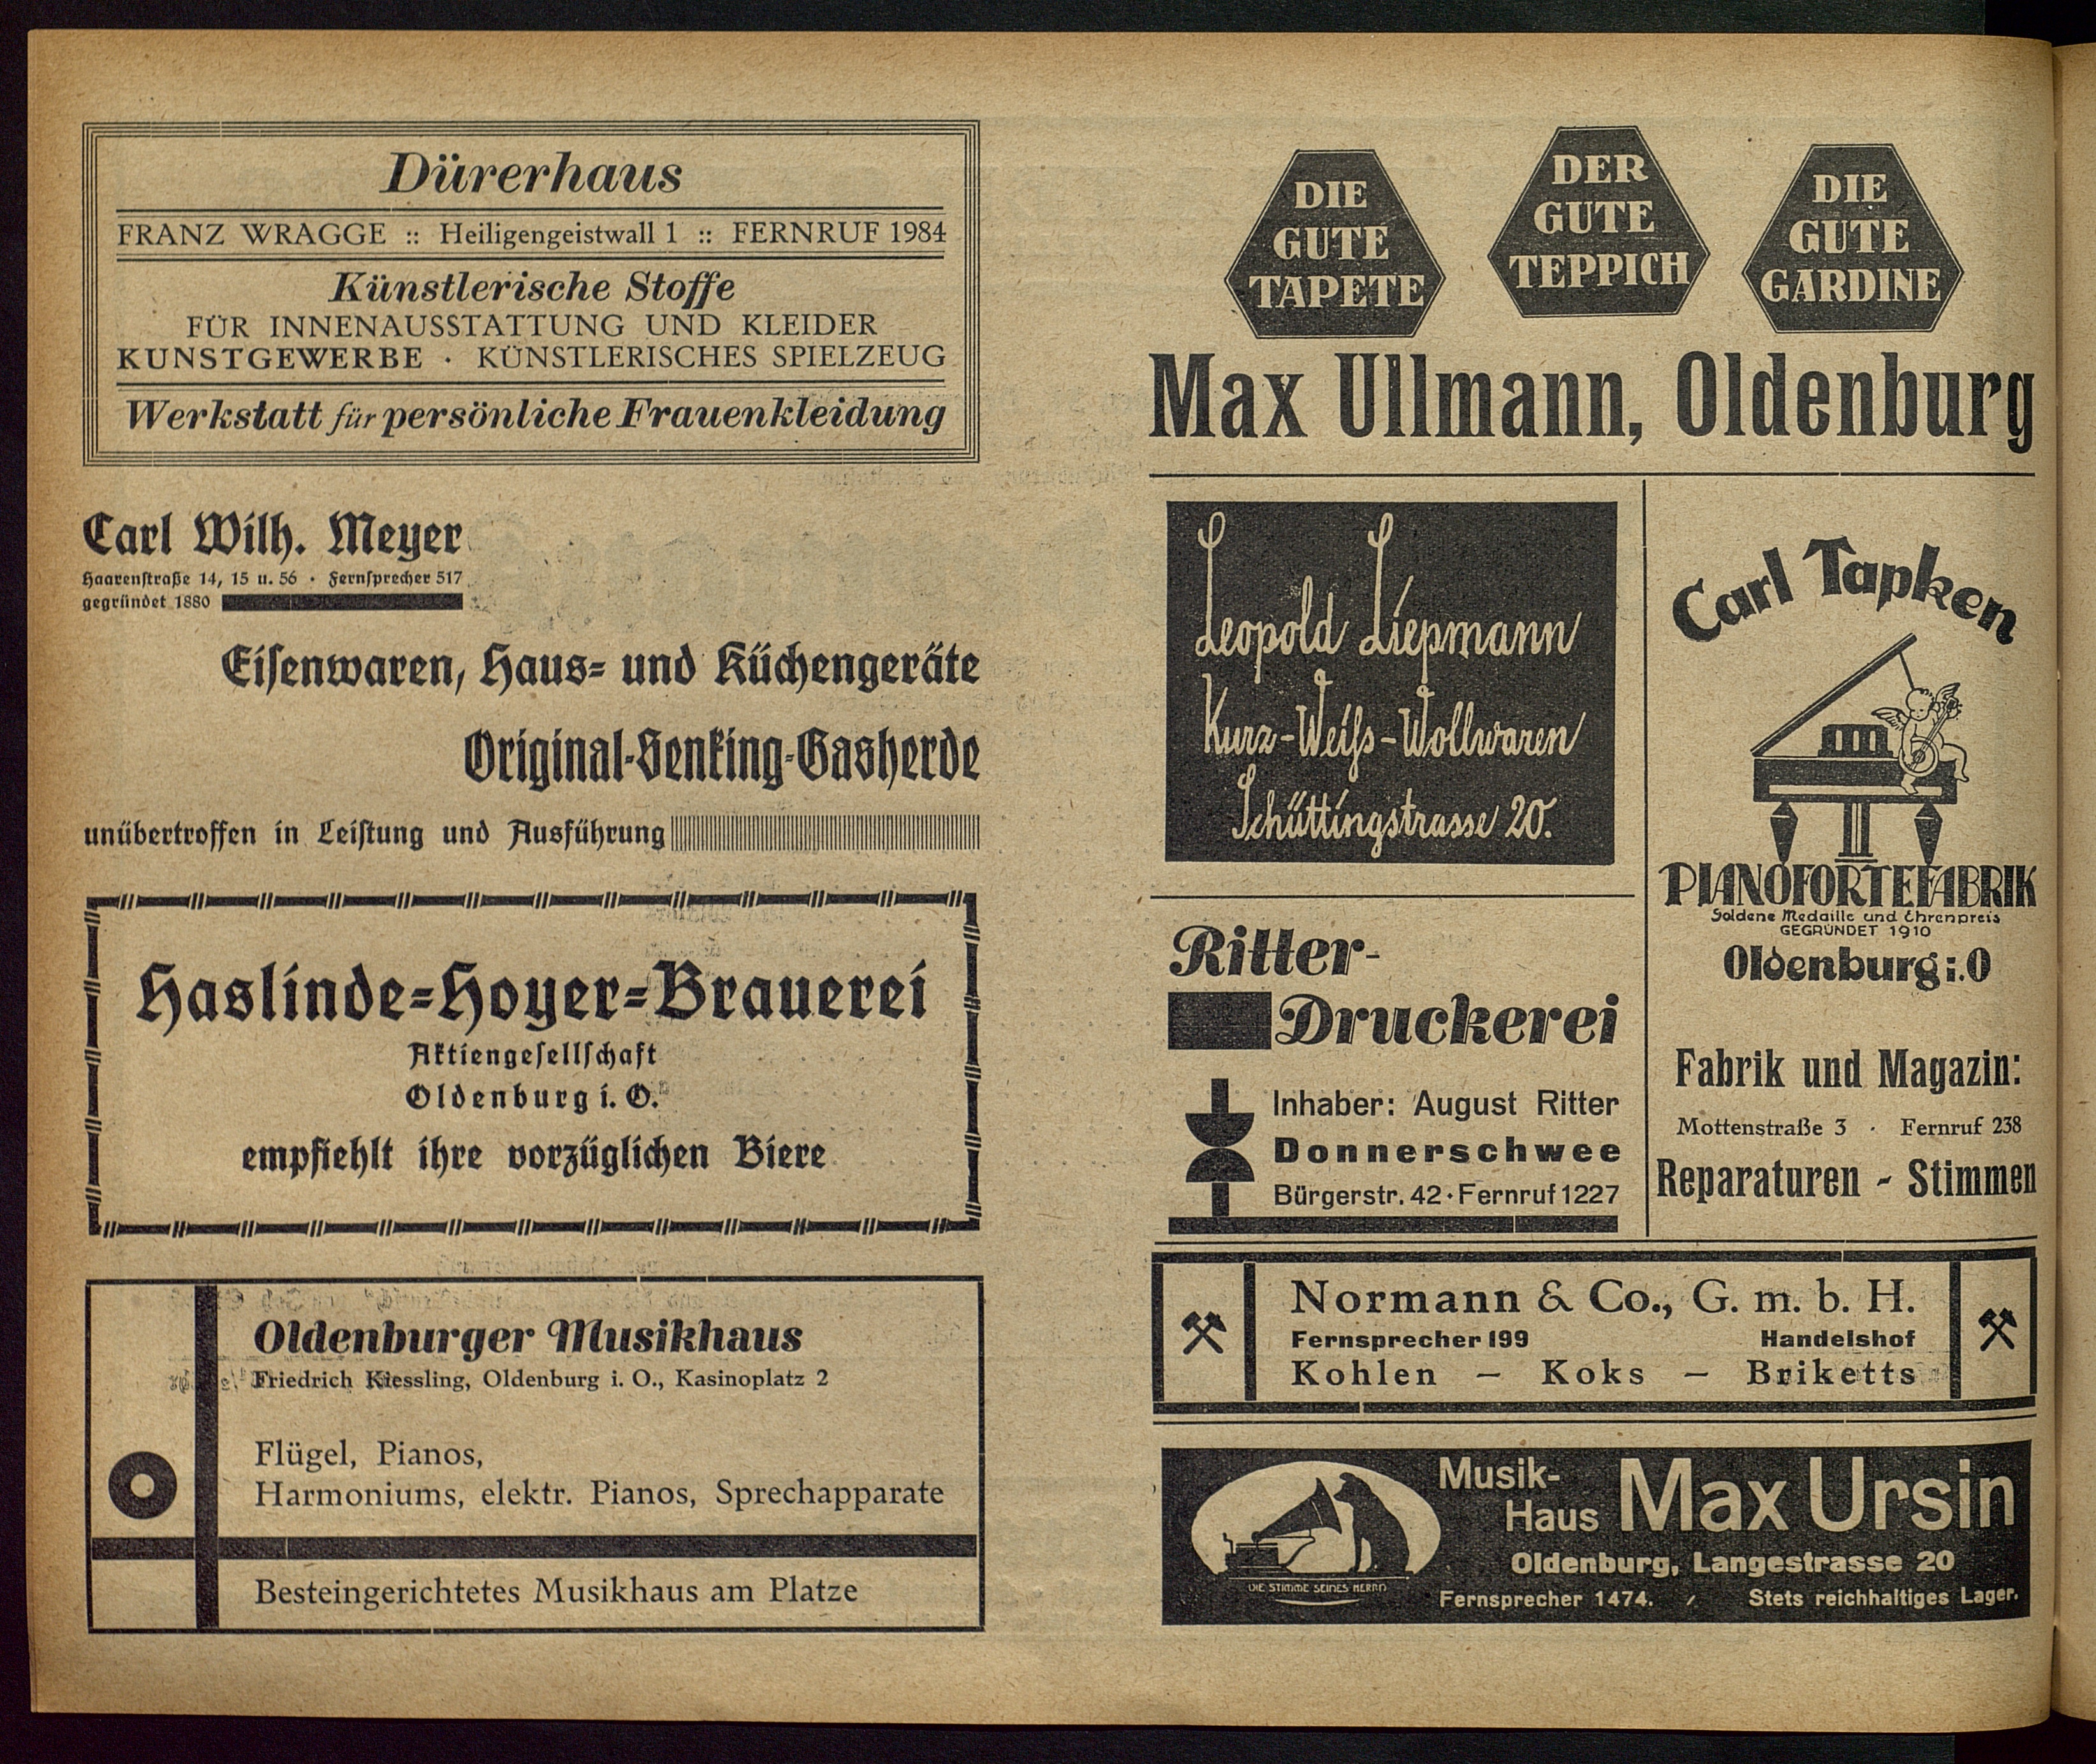 Dürerhaus
FRANZ WRAGGE :: Heiligengeistwall 1 :: FERNRUF 1984
Künstlerische Stoffe
FÜR INNENAUSSTATTUNG UND KLEIDER
KUNSTGEWERBE · KÜNSTLERISCHES SPIELZEUG
Werkstatt für persönliche Frauenkleidung
Carl Wilh. Meyer
Haarenstraße 14, 15 u. 56 · Fernsprecher 517
gegründet 1880
Eisenwaren, Haus- und Küchengeräte
Original-Senking-Gasherde
unübertroffen in Leistung und Ausführung
Haslinde-Hoyer-Brauerei
Aktiengesellschaft
Oldenburg i. O.
empfiehlt ihre vorzüglichen Biere
Oldenburger Musikhaus
Friedrich Kiessling, Oldenburg i. O., Kasinoplatz 2
Flügel, Pianos,
Harmoniums, elektr. Pianos, Sprechapparate
Besteingerichtetes Musikhaus am Platze
DIE
GUTE
TAPETE
DER
GUTE
TEPPICH
DIE
GUTE
GARDINE
Max Ullmann, Oldenburg
Leopold Liepmann
Kurz-Weiß-Wollwaren
Schüttingstrasse 20.
Carl Tapken
PIANOFORTEFABRIK
Goldene Medaille und Ehrenpreis
GEGRÜNDET 1910
Oldenburg i. O
Fabrik und Magazin:
Mottenstraße 3 · Fernruf 238
Reparaturen - Stimmen
Ritter-
Druckerei
Inhaber: August Ritter
Donnerschwee
Bürgerstr. 42 · Fernruf 1227
Normann & Co., G. m. b. H.
Fernsprecher 199 Handelshof
Kohlen — Koks — Briketts
DIE STIMME SEINES HERRN
Musik-
Haus Max Ursin
Oldenburg, Langestrasse 20
Fernsprecher 1474. Stets reichhaltiges Lager.